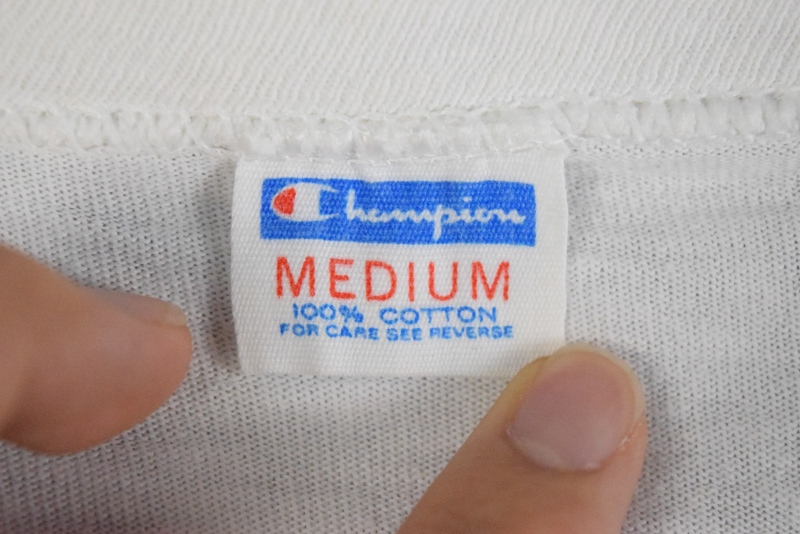 Champion
MEDIUM
100% COTTON
FOR CARE SEE REVERSE